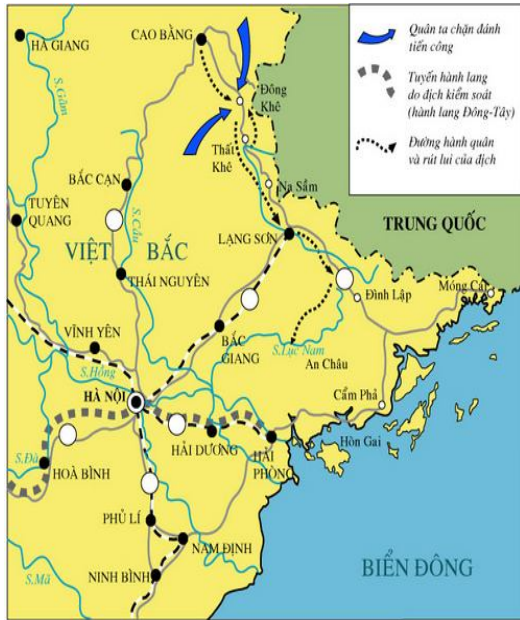 HÀ GIANG
CAO BẰNG
S.Gâm
Đông
Khê
Thất
Khê
BẮC CẠN
Na Sầm
TUYÊN
QUANG
S.Cầu
LẠNG SƠN
TRUNG QUỐC
VIỆT BẮC
THÁI NGUYÊN
Đình Lập
Móng Cái
VĨNH YÊN
BẮC
GIANG
S.Lục Nam
An Châu
S.Hồng
HÀ NỘI
Cẩm Phả
S.Đà
HOÀ BÌNH
HẢI DƯƠNG
HẢI
PHÒNG
Hòn Gai
PHỦ LÍ
NAM ĐỊNH
NINH BÌNH
S.Mã
BIỂN ĐÔNG
Quân ta chặn đánh
tiến công
Tuyến hành lang
do địch kiểm soát
(hành lang Đông-Tây)
Đường hành quân
và rút lui của địch